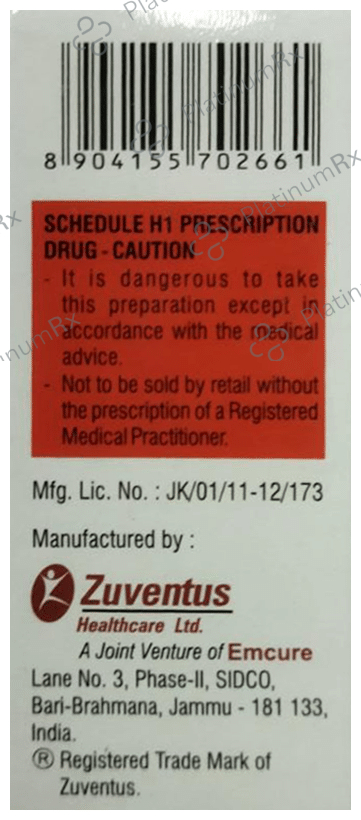 8 904155 702661
SCHEDULE H1 PRESCRIPTION
DRUG - CAUTION
- It is dangerous to take
this preparation except in
accordance with the medical
advice.
- Not to be sold by retail without
the prescription of a Registered
Medical Practitioner.
Mfg. Lic. No. : JK/01/11-12/173
Manufactured by :
Zuventus
Healthcare Ltd.
A Joint Venture of Emcure
Lane No. 3, Phase-II, SIDCO,
Bari-Brahmana, Jammu - 181 133,
India.
® Registered Trade Mark of
Zuventus.
PlatinumRx
PlatinumRx